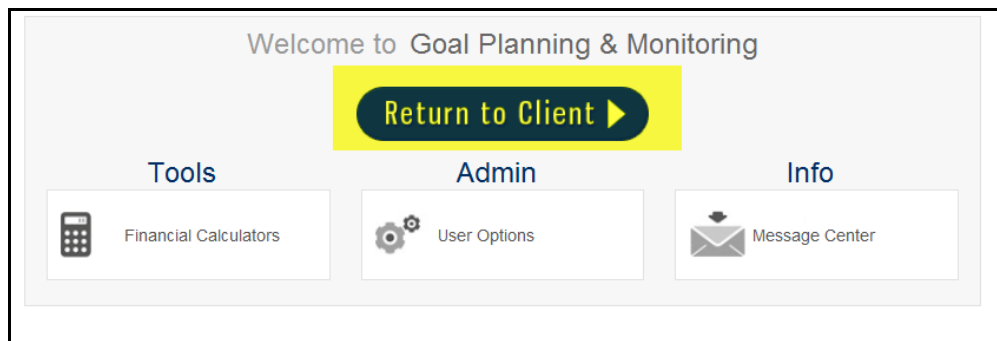 Welcome to Goal Planning & Monitoring
Return to Client
Tools
Admin
Info
Financial Calculators
User Options
Message Center